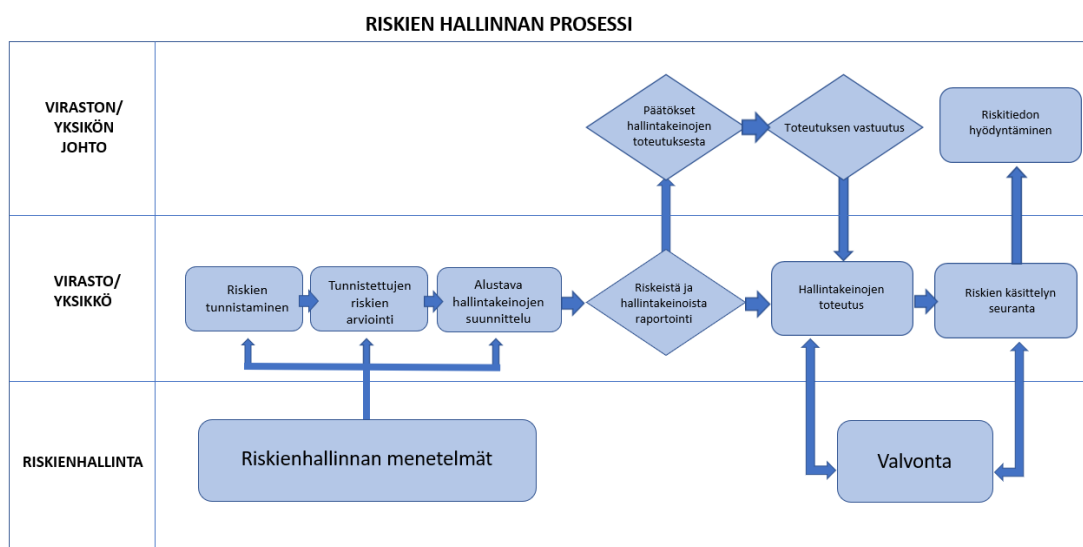 RISKIEN HALLINNAN PROSESSI
VIRASTON/
YKSIKÖN
JOHTO
Päätökset
hallintakeinojen
toteutuksesta
Toteutuksen vastuutus
Riskitiedon
hyödyntäminen
VIRASTO/
YKSIKKÖ
Riskien
tunnistaminen
Tunnistettujen
riskien
arviointi
Alustava
hallintakeinojen
suunnittelu
Riskeistä ja
hallintakeinoista
raportointi
Hallintakeinojen
toteutus
Riskien käsittelyn
seuranta
RISKIENHALLINTA
Riskienhallinnan menetelmät
Valvonta